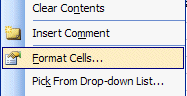 Clear Contents
Insert Comment
Format Cells...
Pick From Drop-down List...